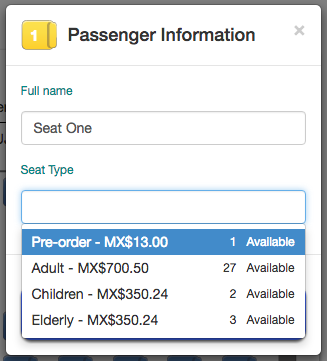 1 Passenger Information ×
Full name
Seat One
Seat Type
Pre-order - MX$13.00 1 Available
Adult - MX$700.50 27 Available
Children - MX$350.24 2 Available
Elderly - MX$350.24 3 Available